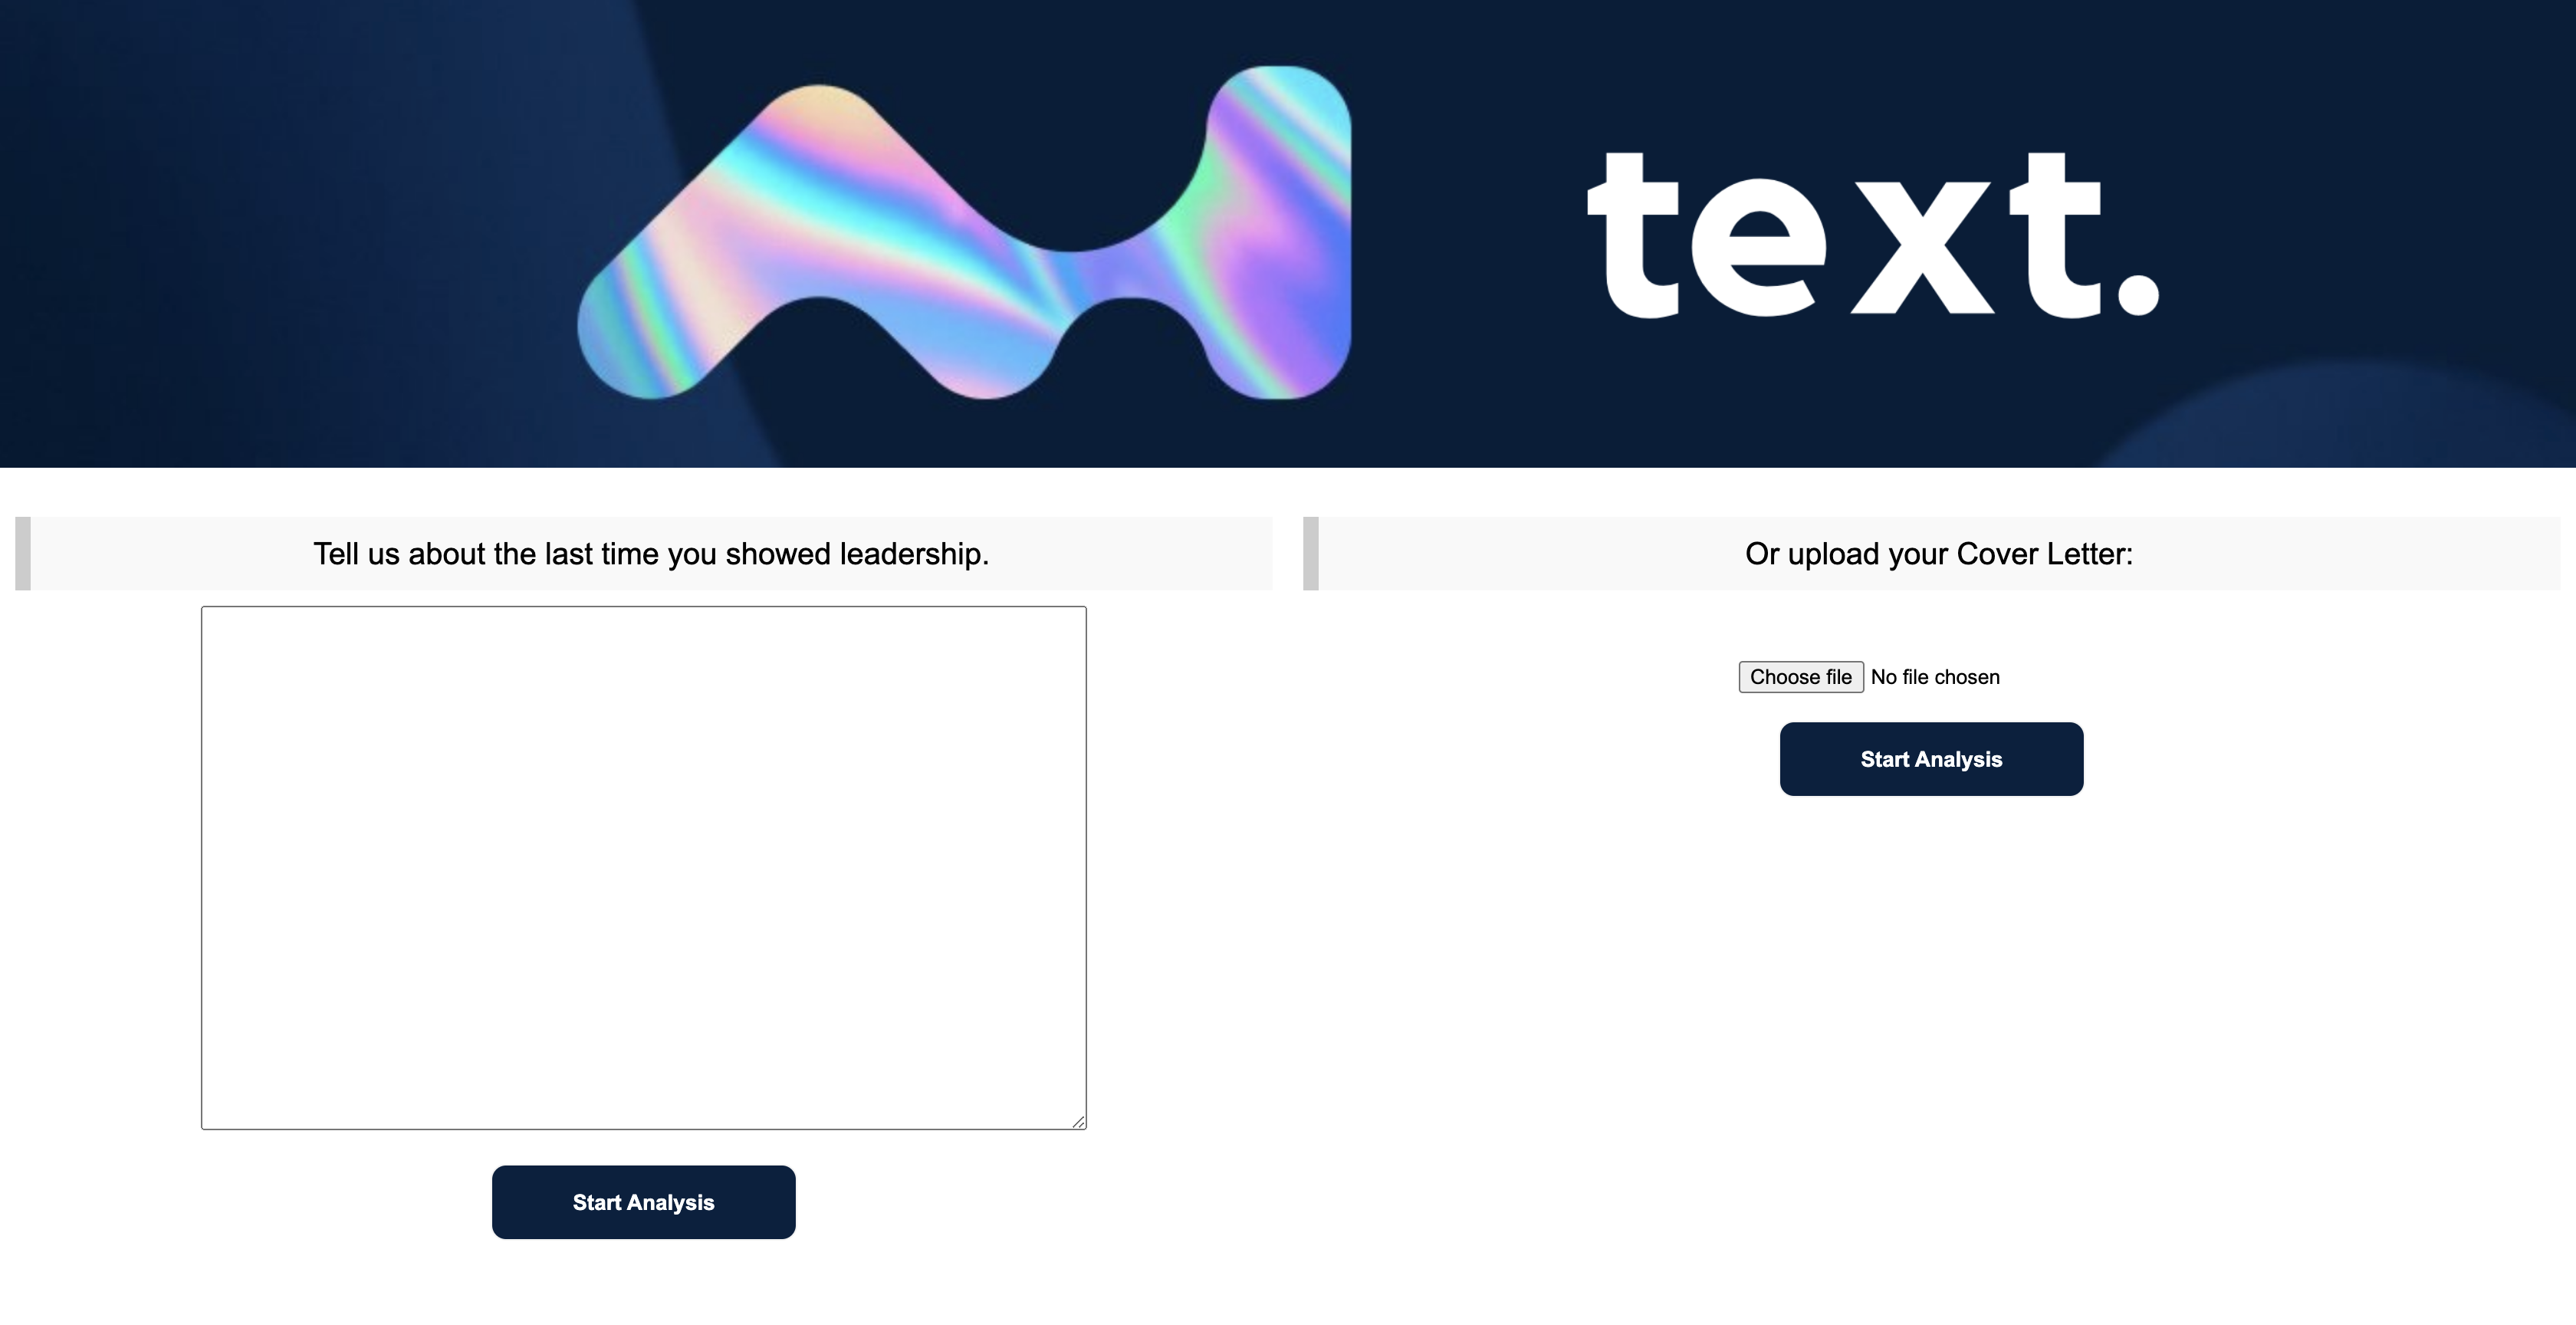 text.
Tell us about the last time you showed leadership.
Or upload your Cover Letter:
Choose file No file chosen
Start Analysis
Start Analysis